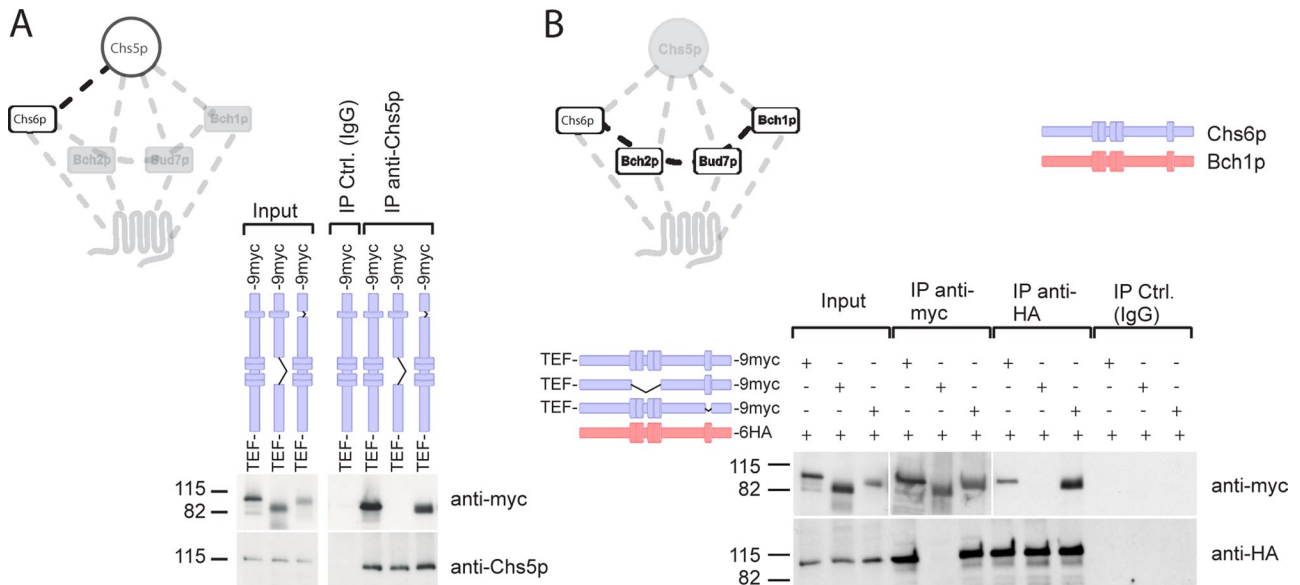 A
Chs5p
Chs6p
Bch1p
Bch2p
Bud7p
Input
IP Ctrl. (IgG)
IP anti-Chs5p
TEF- -9myc
TEF- -9myc
TEF- -9myc
TEF- -9myc
TEF- -9myc
TEF- -9myc
TEF- -9myc
115
82
anti-myc
115
anti-Chs5p
B
Chs5p
Chs6p
Bch1p
Bch2p
Bud7p
Chs6p
Bch1p
Input
IP anti-
myc
IP anti-
HA
IP Ctrl.
(IgG)
TEF- -9myc + - - + - - + - - + - -
TEF- -9myc - + - - + - - + - - + -
TEF- -9myc - - + - - + - - + - - +
-6HA + + + + + + + + + + + +
115
82
anti-myc
115
82
anti-HA